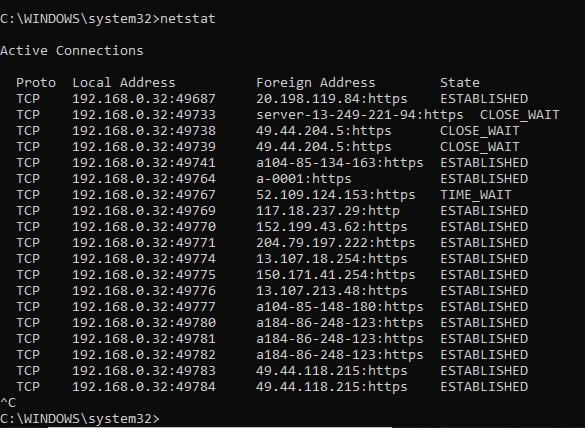 C:\WINDOWS\system32>netstat
Active Connections
Proto  Local Address          Foreign Address        State
TCP    192.168.0.32:49687     20.198.119.84:https    ESTABLISHED
TCP    192.168.0.32:49733     server-13-249-221-94:https  CLOSE_WAIT
TCP    192.168.0.32:49738     49.44.204.5:https      CLOSE_WAIT
TCP    192.168.0.32:49739     49.44.204.5:https      CLOSE_WAIT
TCP    192.168.0.32:49741     a104-85-134-163:https  ESTABLISHED
TCP    192.168.0.32:49764     a-0001:https           ESTABLISHED
TCP    192.168.0.32:49767     52.109.124.153:https   TIME_WAIT
TCP    192.168.0.32:49769     117.18.237.29:http     ESTABLISHED
TCP    192.168.0.32:49770     152.199.43.62:https    ESTABLISHED
TCP    192.168.0.32:49771     204.79.197.222:https   ESTABLISHED
TCP    192.168.0.32:49774     13.107.18.254:https    ESTABLISHED
TCP    192.168.0.32:49775     150.171.41.254:https   ESTABLISHED
TCP    192.168.0.32:49776     13.107.213.48:https    ESTABLISHED
TCP    192.168.0.32:49777     a104-85-148-180:https  ESTABLISHED
TCP    192.168.0.32:49780     a184-86-248-123:https  ESTABLISHED
TCP    192.168.0.32:49781     a184-86-248-123:https  ESTABLISHED
TCP    192.168.0.32:49782     a184-86-248-123:https  ESTABLISHED
TCP    192.168.0.32:49783     49.44.118.215:https    ESTABLISHED
TCP    192.168.0.32:49784     49.44.118.215:https    ESTABLISHED
^C
C:\WINDOWS\system32>